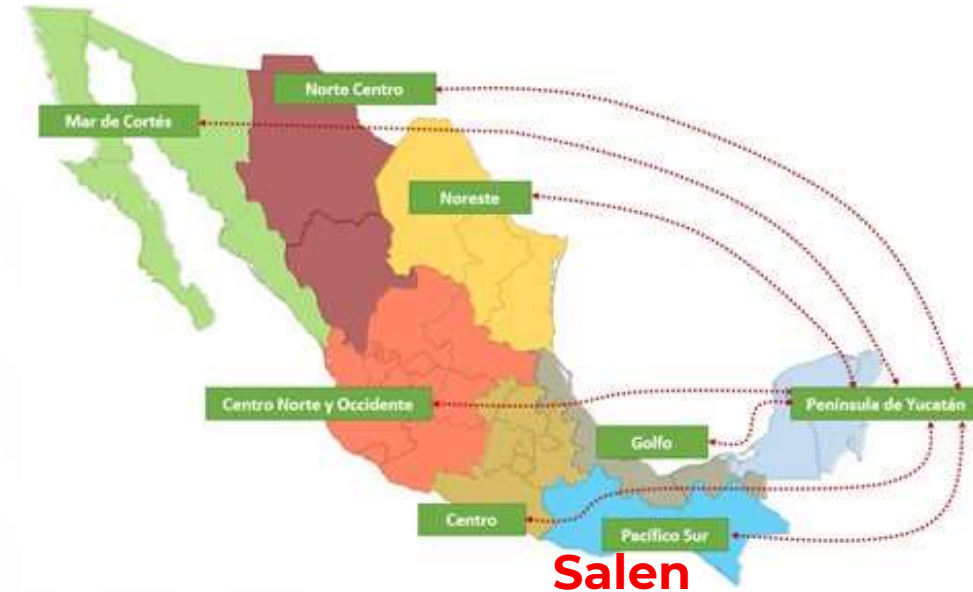 Norte Centro
Mar de Cortés
Noreste
Centro Norte y Occidente
Península de Yucatán
Golfo
Centro
Pacífico Sur
Salen